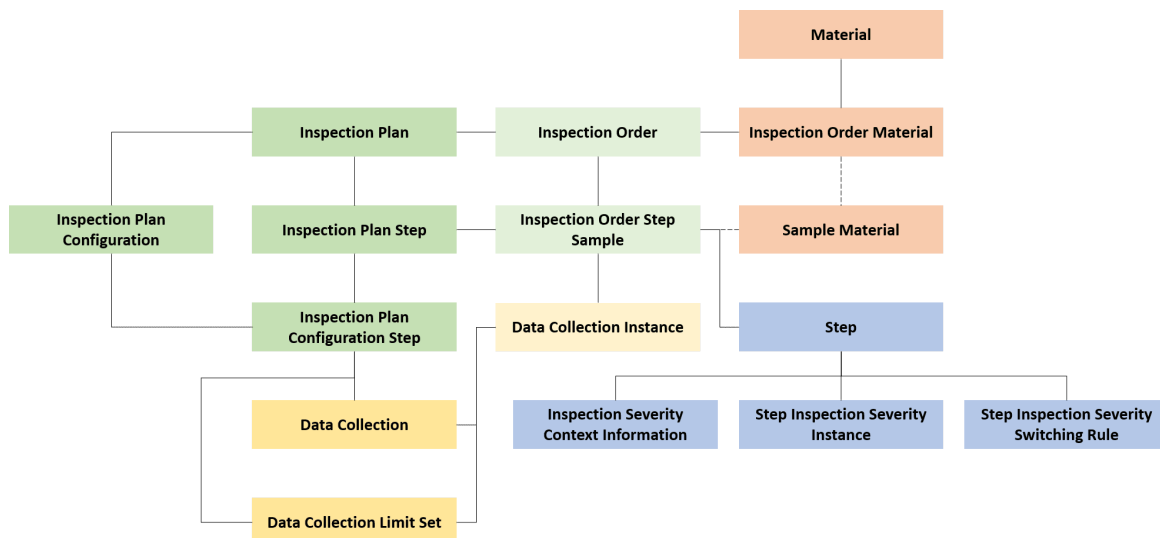 Material
Inspection Plan
Inspection Order
Inspection Order Material
Inspection Plan
Configuration
Inspection Plan Step
Inspection Order Step
Sample
Sample Material
Inspection Plan
Configuration Step
Data Collection Instance
Step
Data Collection
Inspection Severity
Context Information
Step Inspection Severity
Instance
Step Inspection Severity
Switching Rule
Data Collection Limit Set